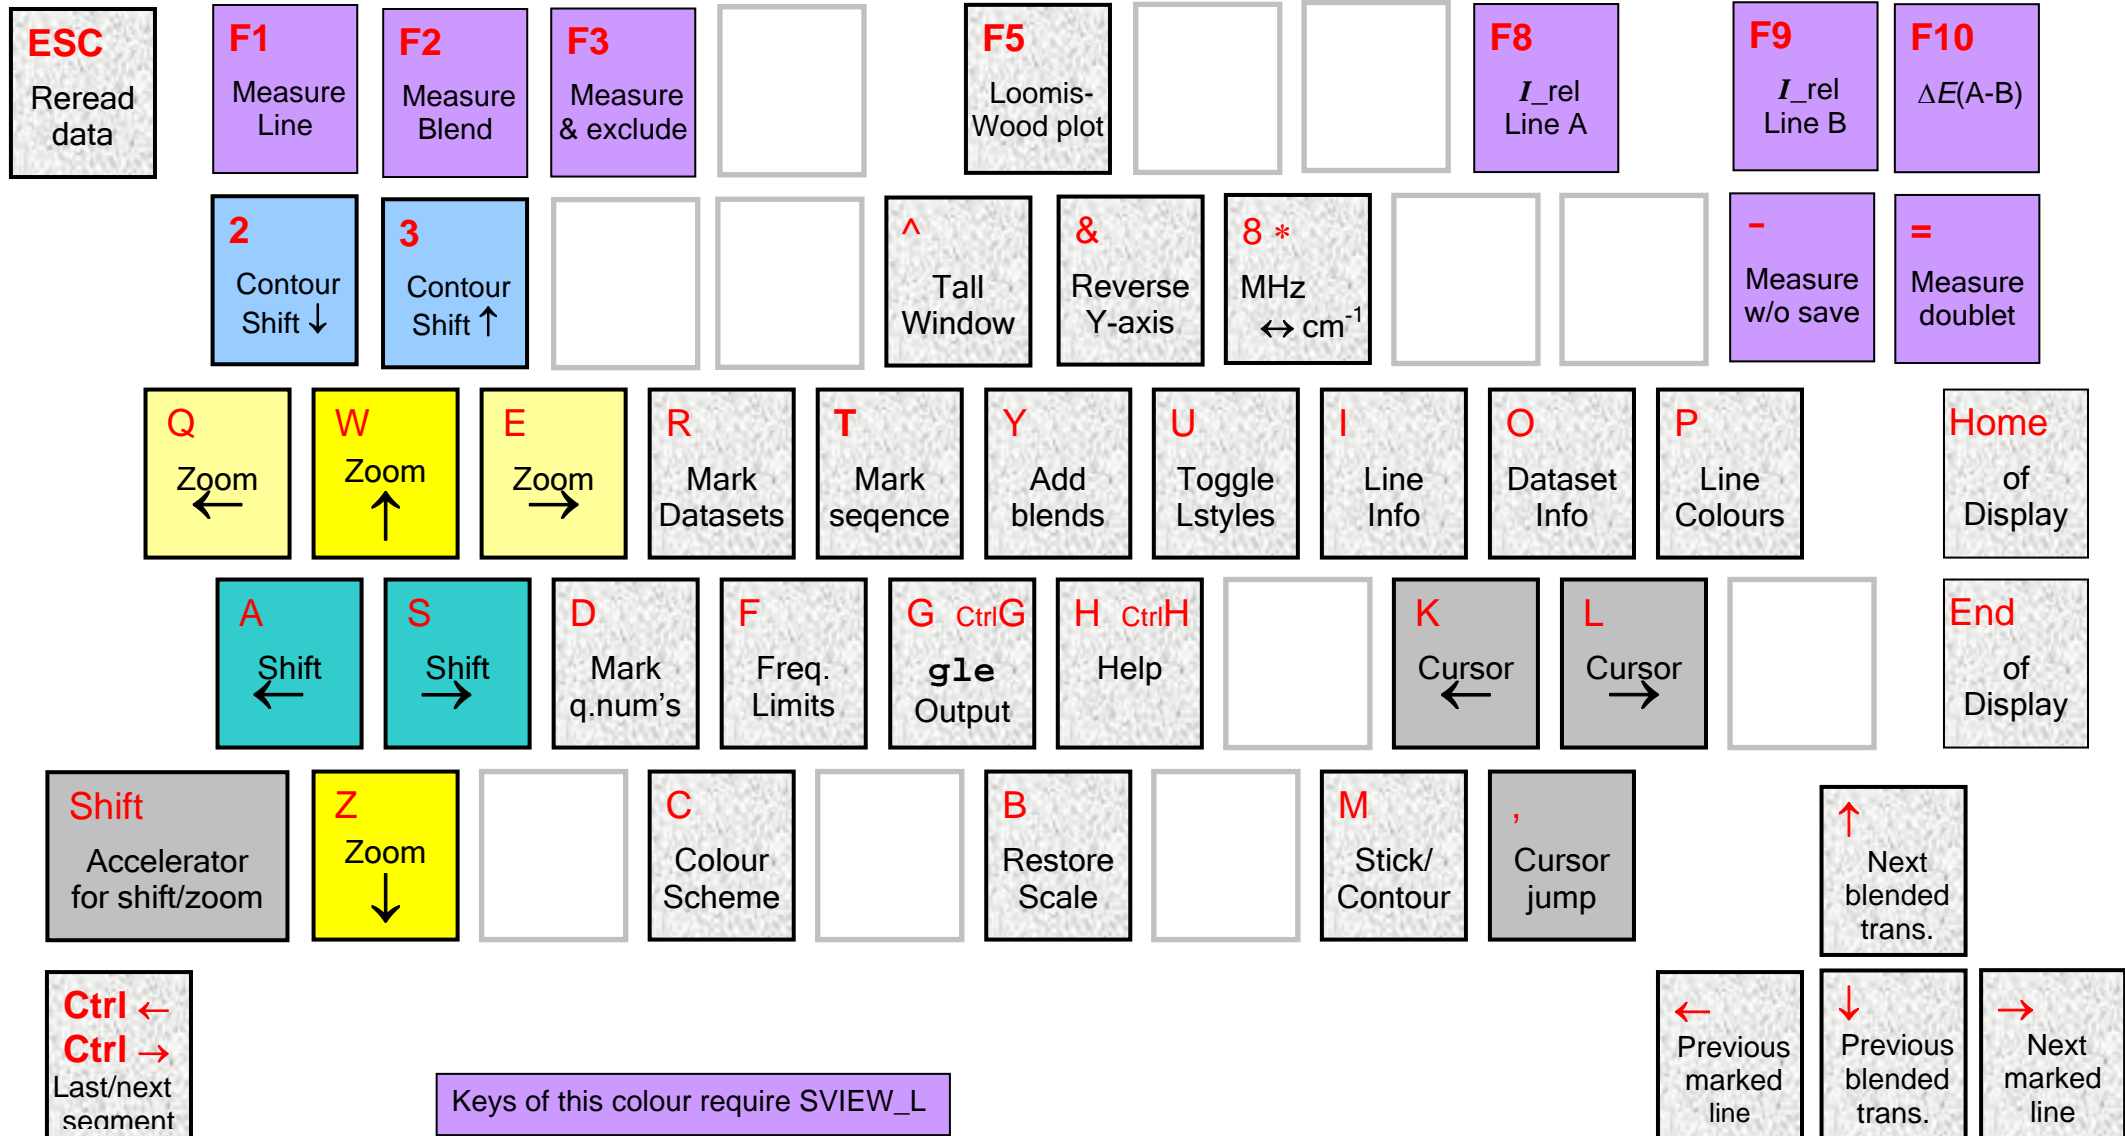 ESC
Reread
data
F1
Measure
Line
F2
Measure
Blend
F3
Measure
& exclude
F5
Loomis-
Wood plot
F8
I_rel
Line A
F9
I_rel
Line B
F10
ΔE(A-B)
2
Contour
Shift ↓
3
Contour
Shift ↑
^
Tall
Window
&
Reverse
Y-axis
8 *
MHz
↔ cm-1
-
Measure
w/o save
=
Measure
doublet
Q
Zoom
←
W
Zoom
↑
E
Zoom
→
R
Mark
Datasets
T
Mark
seqence
Y
Add
blends
U
Toggle
Lstyles
I
Line
Info
O
Dataset
Info
P
Line
Colours
Home
of
Display
A
Shift
←
S
Shift
→
D
Mark
q.num's
F
Freq.
Limits
G CtrlG
gle
Output
H CtrlH
Help
K
Cursor
←
L
Cursor
→
End
of
Display
Shift
Accelerator
for shift/zoom
Z
Zoom
↓
C
Colour
Scheme
B
Restore
Scale
M
Stick/
Contour
,
Cursor
jump
↑
Next
blended
trans.
Ctrl ←
Ctrl →
Last/next
segment
Keys of this colour require SVIEW_L
←
Previous
marked
line
↓
Previous
blended
trans.
→
Next
marked
line